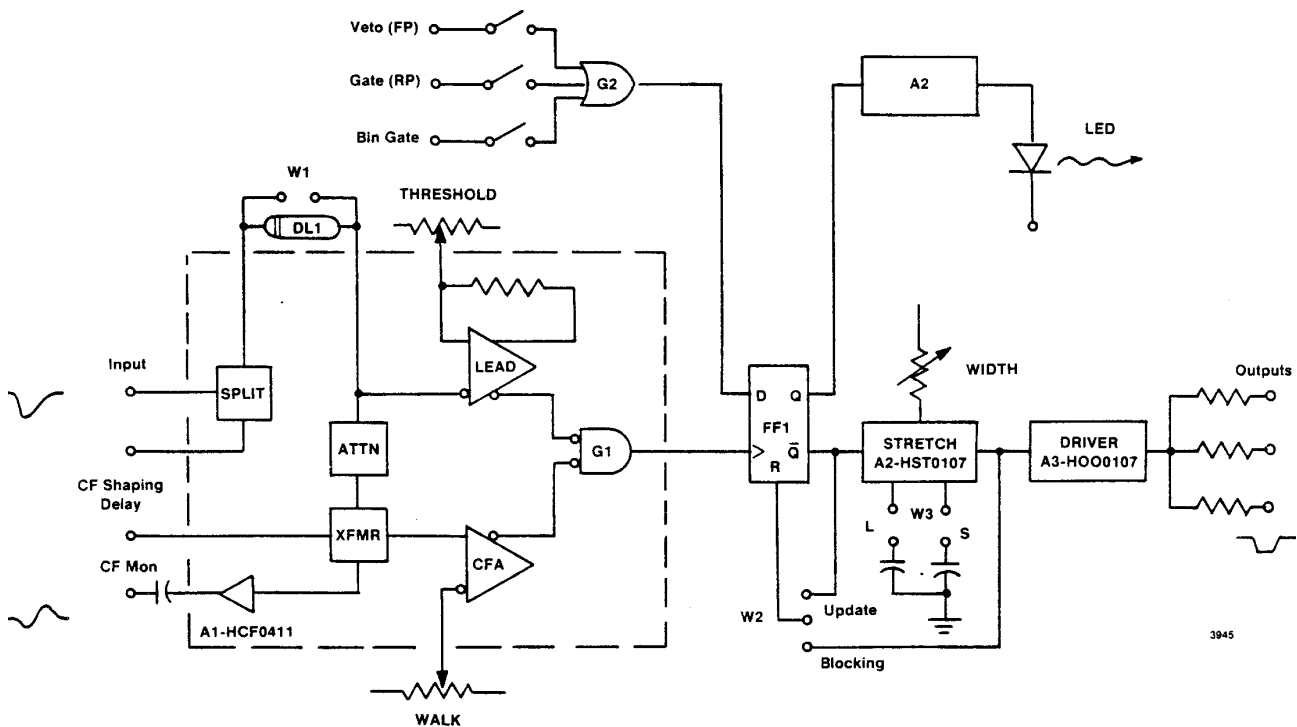 Veto (FP)
Gate (RP)
Bin Gate
G2
A2
LED
W1
DL1
THRESHOLD
Input
SPLIT
LEAD
ATTN
G1
CF Shaping
Delay
XFMR
CFA
CF Mon
A1-HCF0411
WALK
D Q
FF1
Q̅
R
WIDTH
STRETCH
A2-HST0107
DRIVER
A3-HOO0107
Outputs
L
W3
S
W2
Update
Blocking
3945